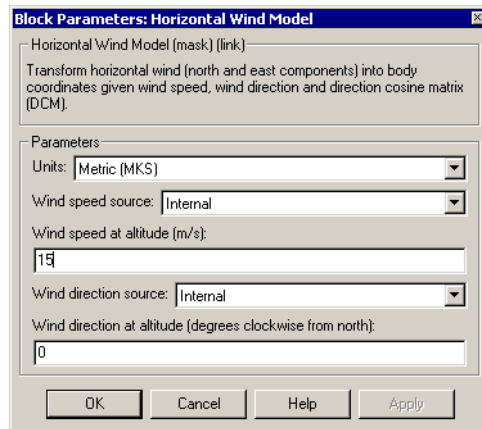 Block Parameters: Horizontal Wind Model
Horizontal Wind Model (mask) (link)
Transform horizontal wind (north and east components) into body
coordinates given wind speed, wind direction and direction cosine matrix
(DCM).
Parameters
Units: Metric (MKS)
Wind speed source: Internal
Wind speed at altitude (m/s):
15
Wind direction source: Internal
Wind direction at altitude (degrees clockwise from north):
0
OK Cancel Help Apply